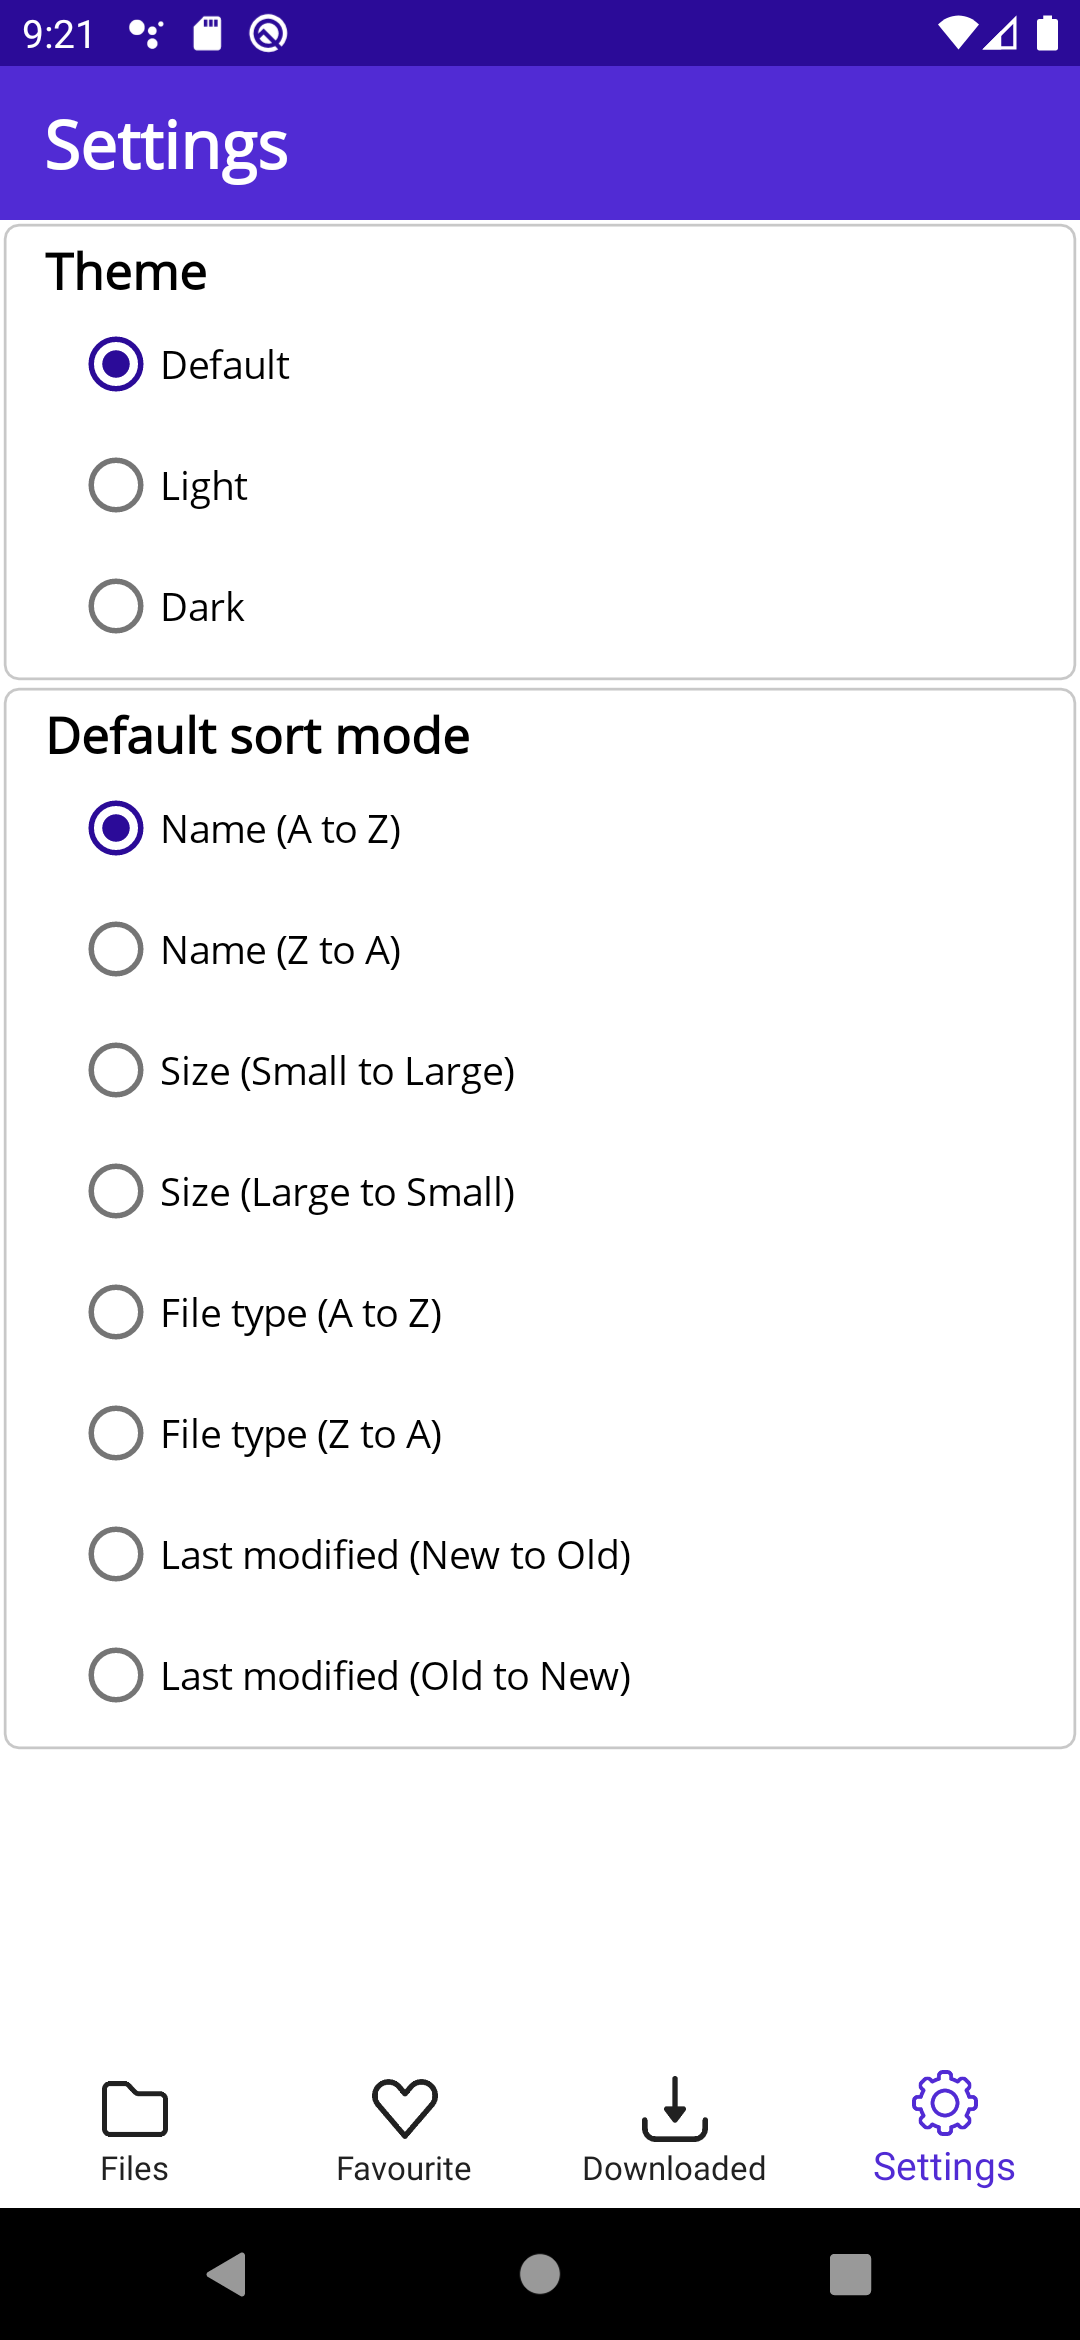 9:21
Settings
Theme
Default
Light
Dark
Default sort mode
Name (A to Z)
Name (Z to A)
Size (Small to Large)
Size (Large to Small)
File type (A to Z)
File type (Z to A)
Last modified (New to Old)
Last modified (Old to New)
Files
Favourite
Downloaded
Settings